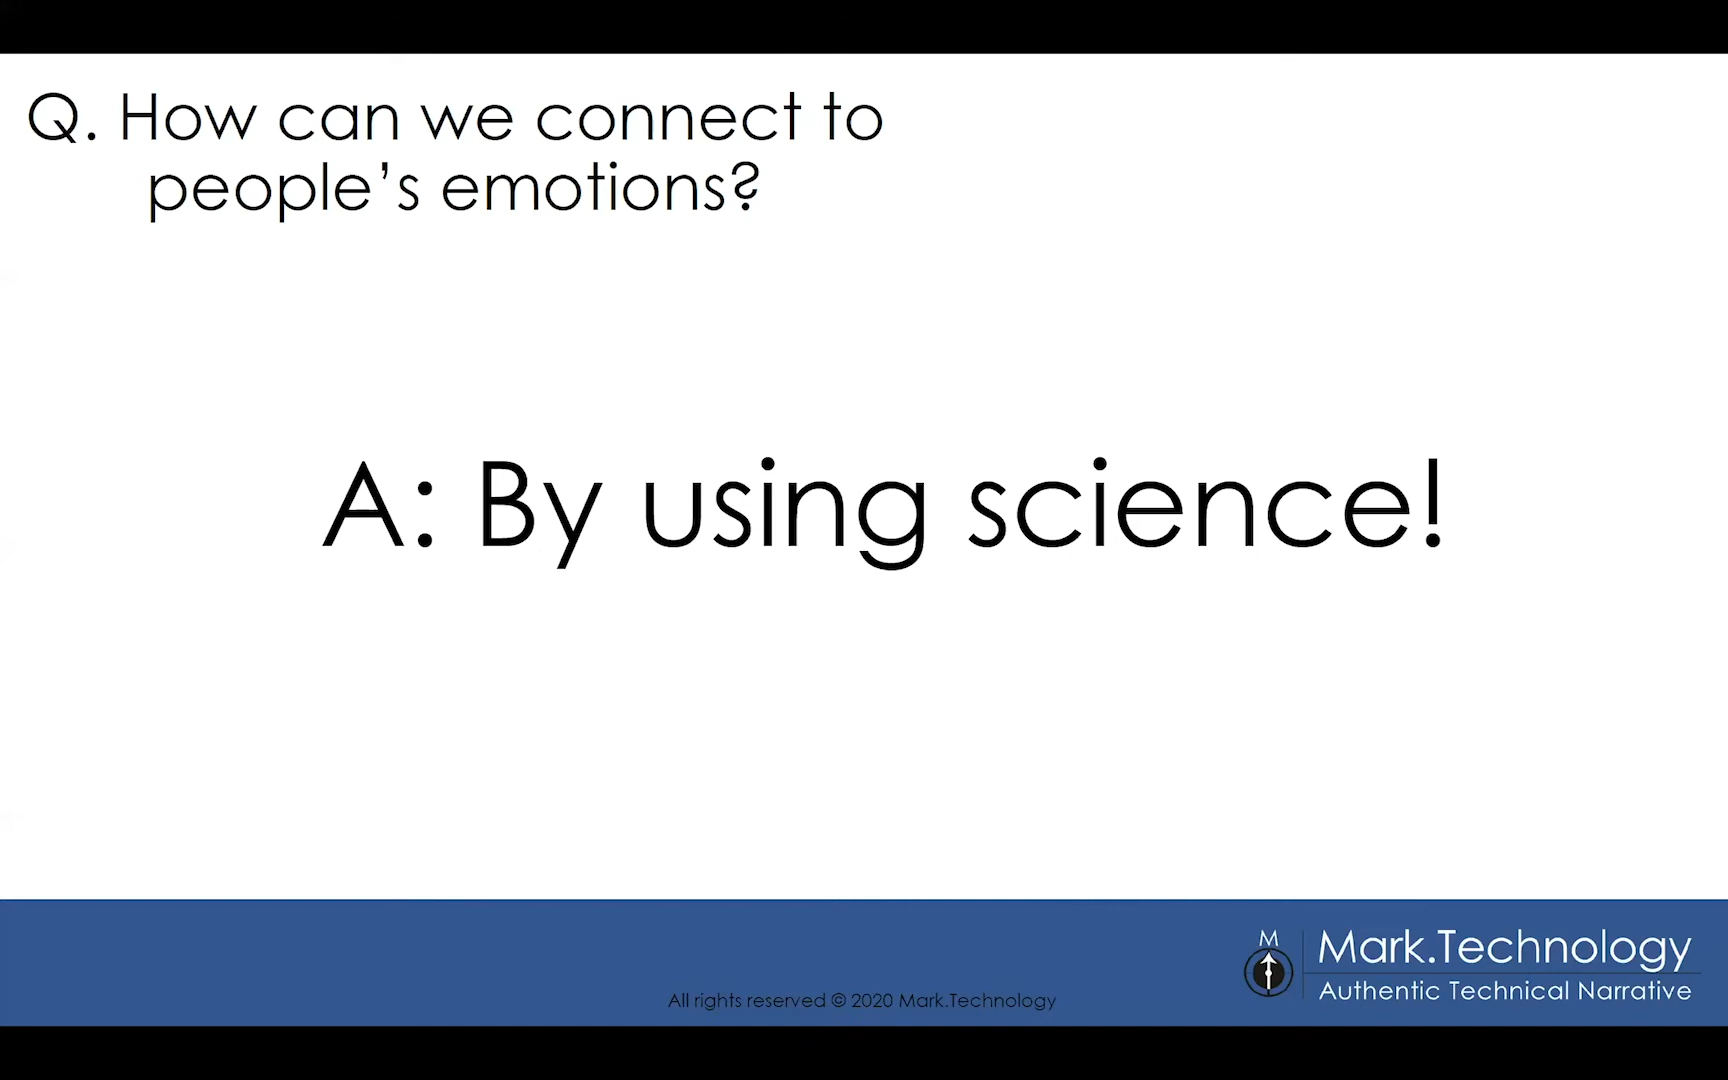 Q. How can we connect to
people’s emotions?
A: By using science!
M
Mark.Technology
Authentic Technical Narrative
All rights reserved © 2020 Mark.Technology